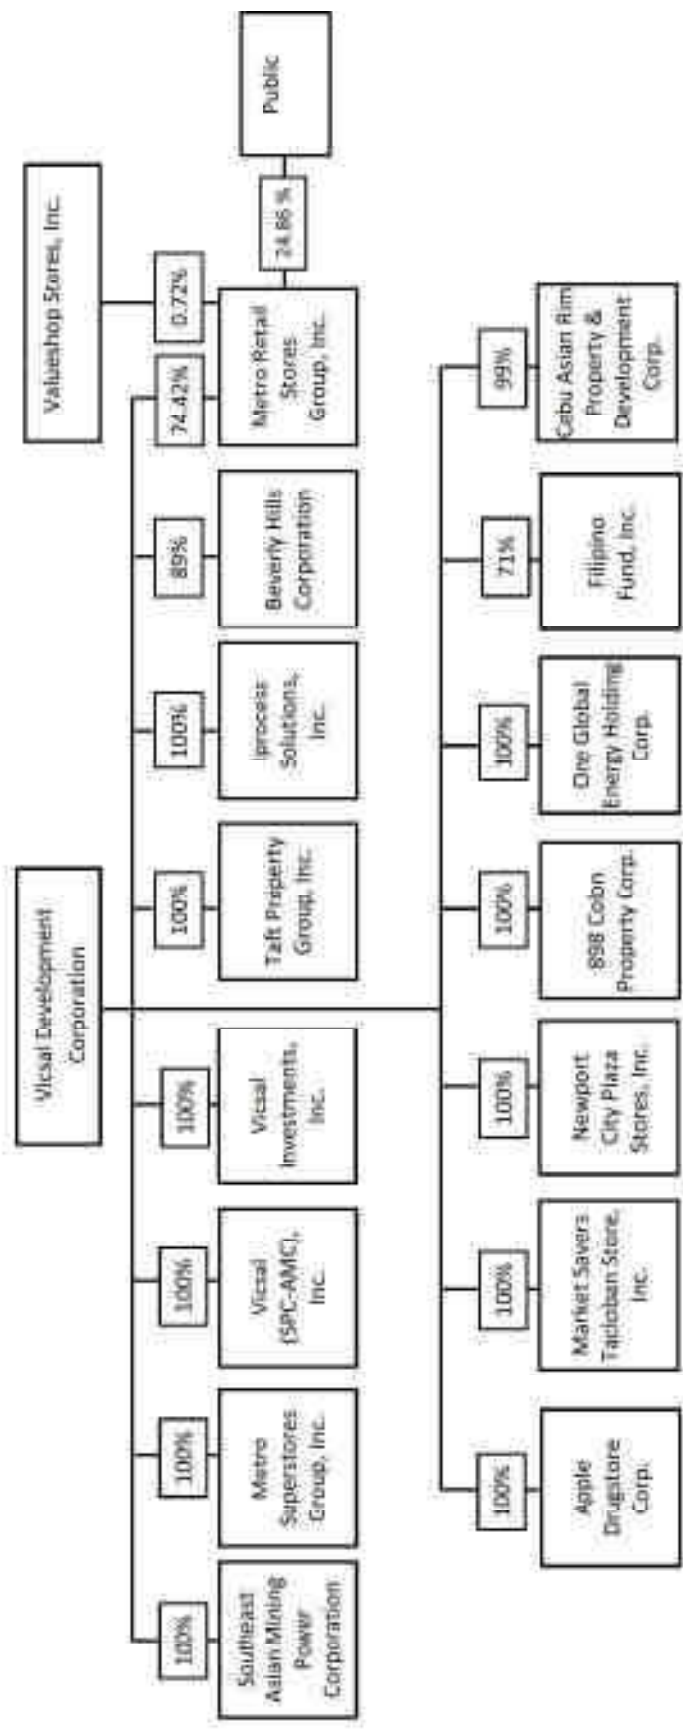 Vicsal Development
Corporation
Valueshop Stores, Inc.
100%
100%
100%
100%
100%
100%
89%
74.42%
0.72%
Southeast
Asian Mining
Power
Corporation
Metro
Superstores
Group, Inc.
Vicsal
(SPC-AMC),
Inc.
Vicsal
Investments,
Inc.
Taft Property
Group, Inc.
Iprocess
Solutions,
Inc.
Beverly Hills
Corporation
Metro Retail
Stores
Group, Inc.
24.86 %
Public
100%
100%
100%
100%
100%
71%
99%
Apple
Drugstore
Corp.
Market Savers
Tacloban Store,
Inc.
Newport
City Plaza
Stores, Inc.
898 Cobn
Property Corp.
One Global
Energy Holding
Corp.
Filipino
Fund, Inc.
Cebu Asian Rim
Property &
Development
Corp.